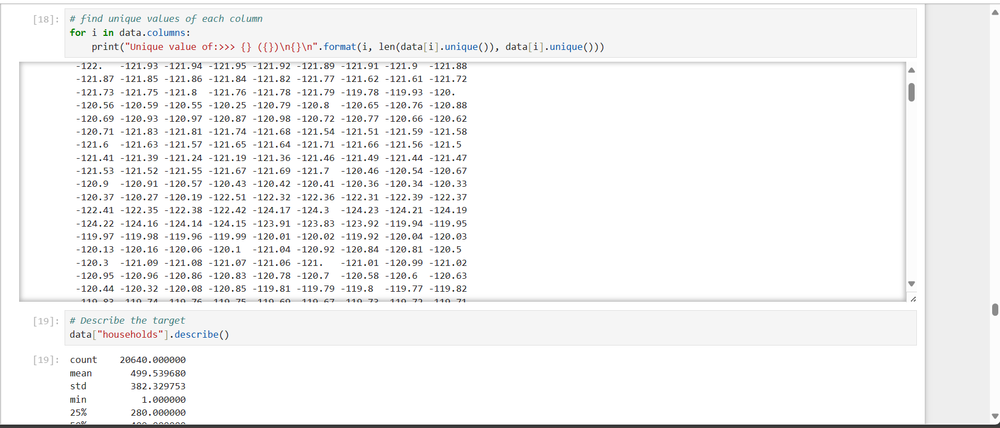 [18]: # find unique values of each column
for i in data.columns:
    print("Unique value of:>>> {} ({})\n{}\n".format(i, len(data[i].unique()), data[i].unique()))
-122.   -121.93 -121.94 -121.95 -121.92 -121.89 -121.91 -121.9  -121.88
-121.87 -121.85 -121.86 -121.84 -121.82 -121.77 -121.62 -121.61 -121.72
-121.73 -121.75 -121.8  -121.76 -121.78 -121.79 -119.78 -119.93 -120.
-120.56 -120.59 -120.55 -120.25 -120.79 -120.8  -120.65 -120.76 -120.88
-120.69 -120.93 -120.97 -120.87 -120.98 -120.72 -120.77 -120.66 -120.62
-120.71 -121.83 -121.81 -121.74 -121.68 -121.54 -121.51 -121.59 -121.58
-121.6  -121.63 -121.57 -121.65 -121.64 -121.71 -121.66 -121.56 -121.5
-121.41 -121.39 -121.24 -121.19 -121.36 -121.46 -121.49 -121.44 -121.47
-121.53 -121.52 -121.55 -121.67 -121.69 -121.7  -120.46 -120.54 -120.67
-120.9  -120.91 -120.57 -120.43 -120.42 -120.41 -120.36 -120.34 -120.33
-120.37 -120.27 -120.19 -122.51 -122.32 -122.36 -122.31 -122.39 -122.37
-122.41 -122.35 -122.38 -122.42 -124.17 -124.3  -124.23 -124.21 -124.19
-124.22 -124.16 -124.14 -124.15 -123.91 -123.83 -123.92 -119.94 -119.95
-119.97 -119.98 -119.96 -119.99 -120.01 -120.02 -119.92 -120.04 -120.03
-120.13 -120.16 -120.06 -120.1  -121.04 -120.92 -120.84 -120.81 -120.5
-120.3  -121.09 -121.08 -121.07 -121.06 -121.   -121.01 -120.99 -121.02
-120.95 -120.96 -120.86 -120.83 -120.78 -120.7  -120.58 -120.6  -120.63
-120.44 -120.32 -120.08 -120.85 -119.81 -119.79 -119.8  -119.77 -119.82
-119.83 -119.74 -119.76 -119.75 -119.69 -119.67 -119.73 -119.72 -119.71
[19]: # Describe the target
data["households"].describe()
[19]: count    20640.000000
mean       499.539680
std        382.329753
min          1.000000
25%        280.000000
50%